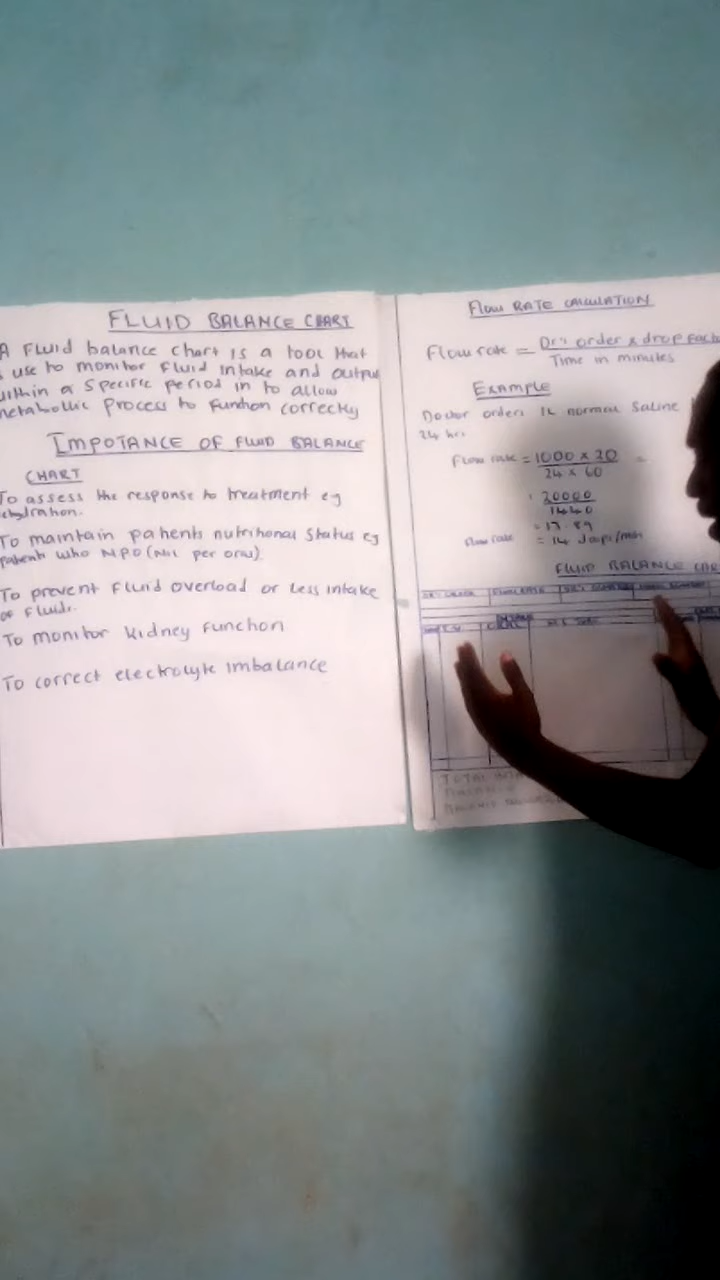 FLUID BALANCE CHART
A Fluid balance chart is a tool that
use to monitor fluid intake and output
within a specific period in to allow
metabolic process to function correctly
IMPOTANCE OF FLUID BALANCE
CHART
To assess the response to treatment eg
To maintain patients nutritional status eg
patients who NPO (Nil per oral)
To prevent fluid overload or less intake
of fluids.
To monitor kidney function
To correct electrolyte imbalance
FLOW RATE CALCULATION
Flow rate = Dr's order x drop
Time in minutes
EXAMPLE
Doctor orders 1L normal saline
24 hrs
Flow rate = 1000 x 20 =
24 x 60
: 20000
1440
= 13.89
Flow rate = 14 drops/min
FLUID BALANCE
FLOW RATE
INTAKE
TOTAL
BALANCE